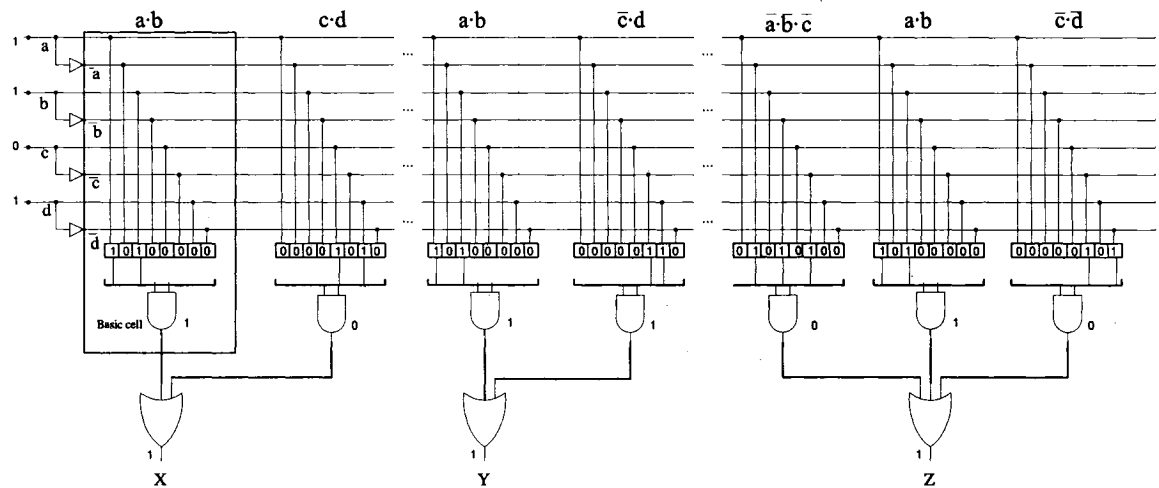 a·b c·d a·b c̅·d a̅·b̅·c̅ a·b c̅·d̅
1 a
... ... 
a̅
1 b
... ...
b̅
0 c
... ...
c̅
1 d
... ...
d̅
1 0 1 0 0 0 0 0 0 0 0 0 1 0 1 0 1 0 1 0 0 0 0 0 0 0 0 0 0 1 1 0 0 1 0 1 0 1 0 0 1 0 1 0 0 0 0 0 0 0 0 0 0 1 0 1
Basic cell 1 0 1 1 0 1 0
1 1 1
X Y Z